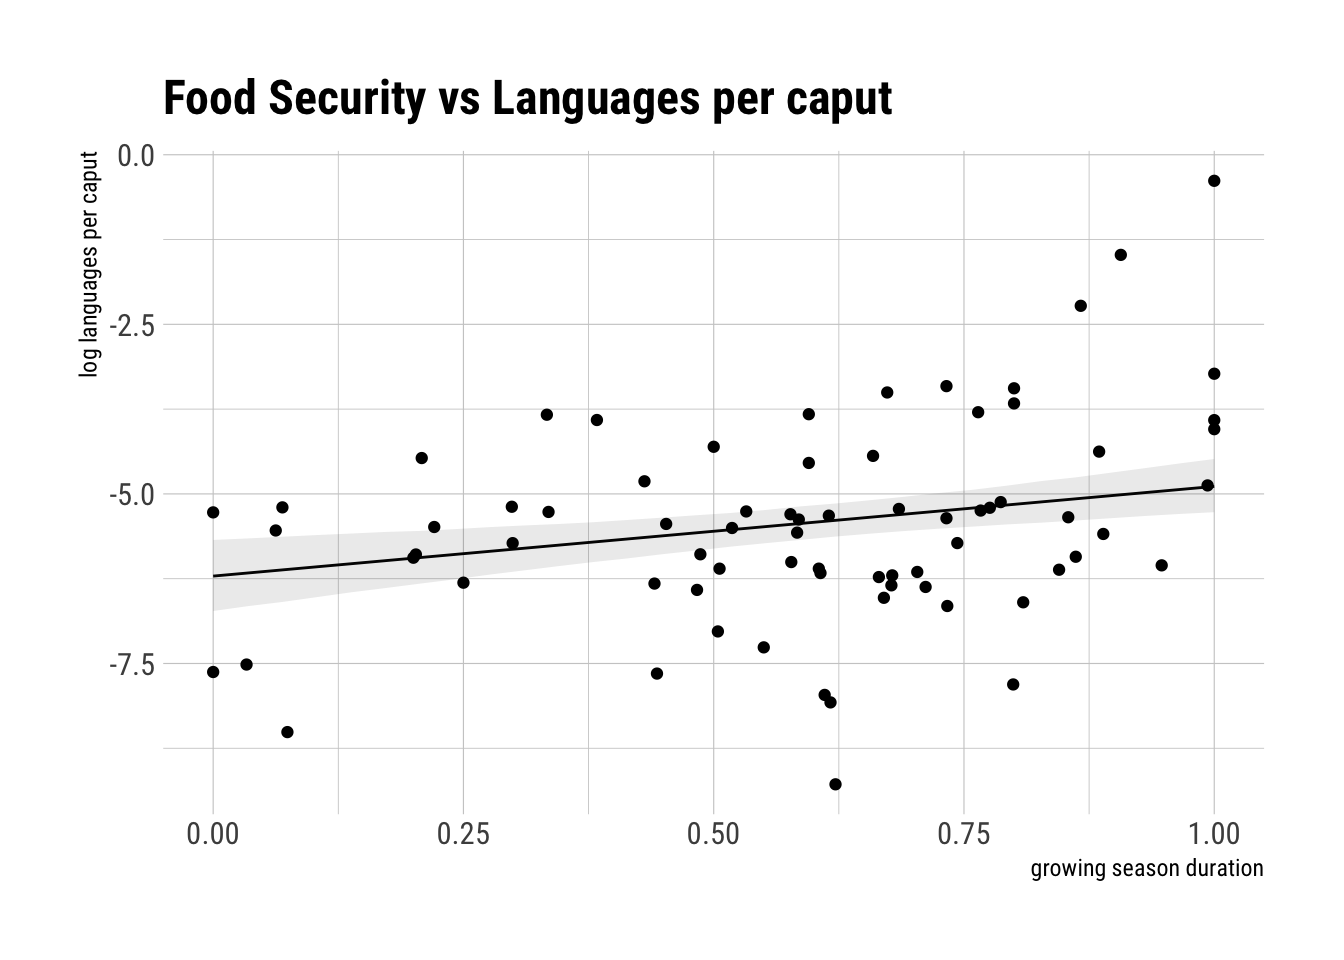 Food Security vs Languages per caput
log languages per caput
0.0
-2.5
-5.0
-7.5
0.00 0.25 0.50 0.75 1.00
growing season duration